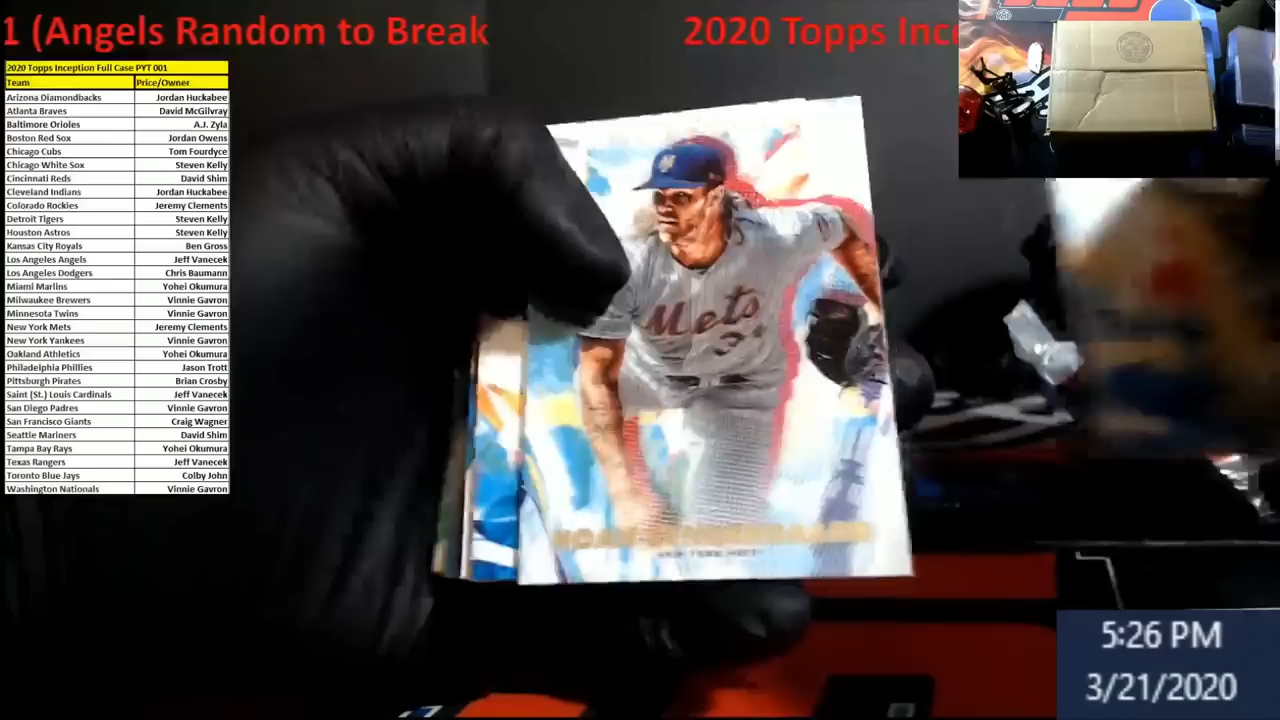 1 (Angels Random to Break
2020 Topps Inc
2020 Topps Inception Full Case PYT 001
Team Price/Owner
Arizona Diamondbacks Jordan Huckabee
Atlanta Braves David McGilvray
Baltimore Orioles A.J. Zyla
Boston Red Sox Jordan Owens
Chicago Cubs Tom Fourdyce
Chicago White Sox Steven Kelly
Cincinnati Reds David Shim
Cleveland Indians Jordan Huckabee
Colorado Rockies Jeremy Clements
Detroit Tigers Steven Kelly
Houston Astros Steven Kelly
Kansas City Royals Ben Gross
Los Angeles Angels Jeff Vanecek
Los Angeles Dodgers Chris Baumann
Miami Marlins Yohei Okumura
Milwaukee Brewers Vinnie Gavron
Minnesota Twins Vinnie Gavron
New York Mets Jeremy Clements
New York Yankees Vinnie Gavron
Oakland Athletics Yohei Okumura
Philadelphia Phillies Jason Trott
Pittsburgh Pirates Brian Crosby
Saint (St.) Louis Cardinals Jeff Vanecek
San Diego Padres Vinnie Gavron
San Francisco Giants Craig Wagner
Seattle Mariners David Shim
Tampa Bay Rays Yohei Okumura
Texas Rangers Jeff Vanecek
Toronto Blue Jays Colby John
Washington Nationals Vinnie Gavron
Mets
5:26 PM
3/21/2020